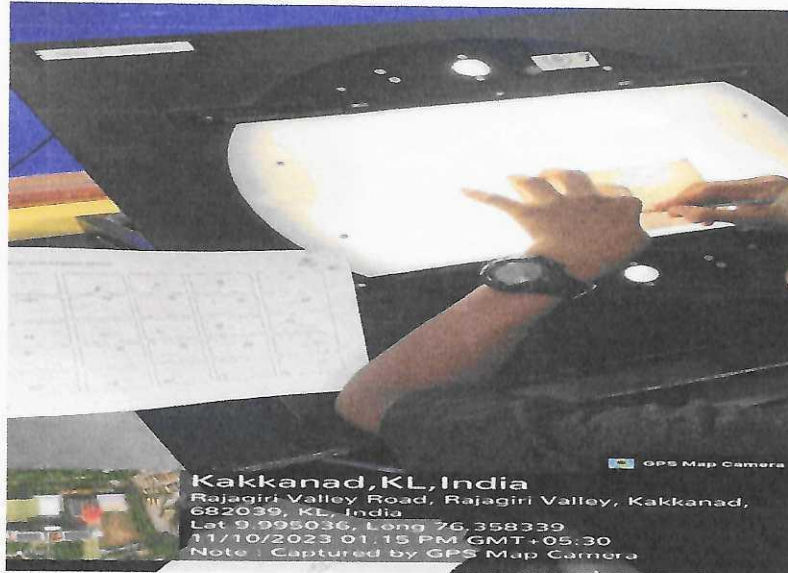 GPS Map Camera
Kakkanad,KL,India
Rajagiri Valley Road, Rajagiri Valley, Kakkanad,
682039, KL, India
Lat 9.995036, Long 76.358339
11/10/2023 01:15 PM GMT+05:30
Note : Captured by GPS Map Camera